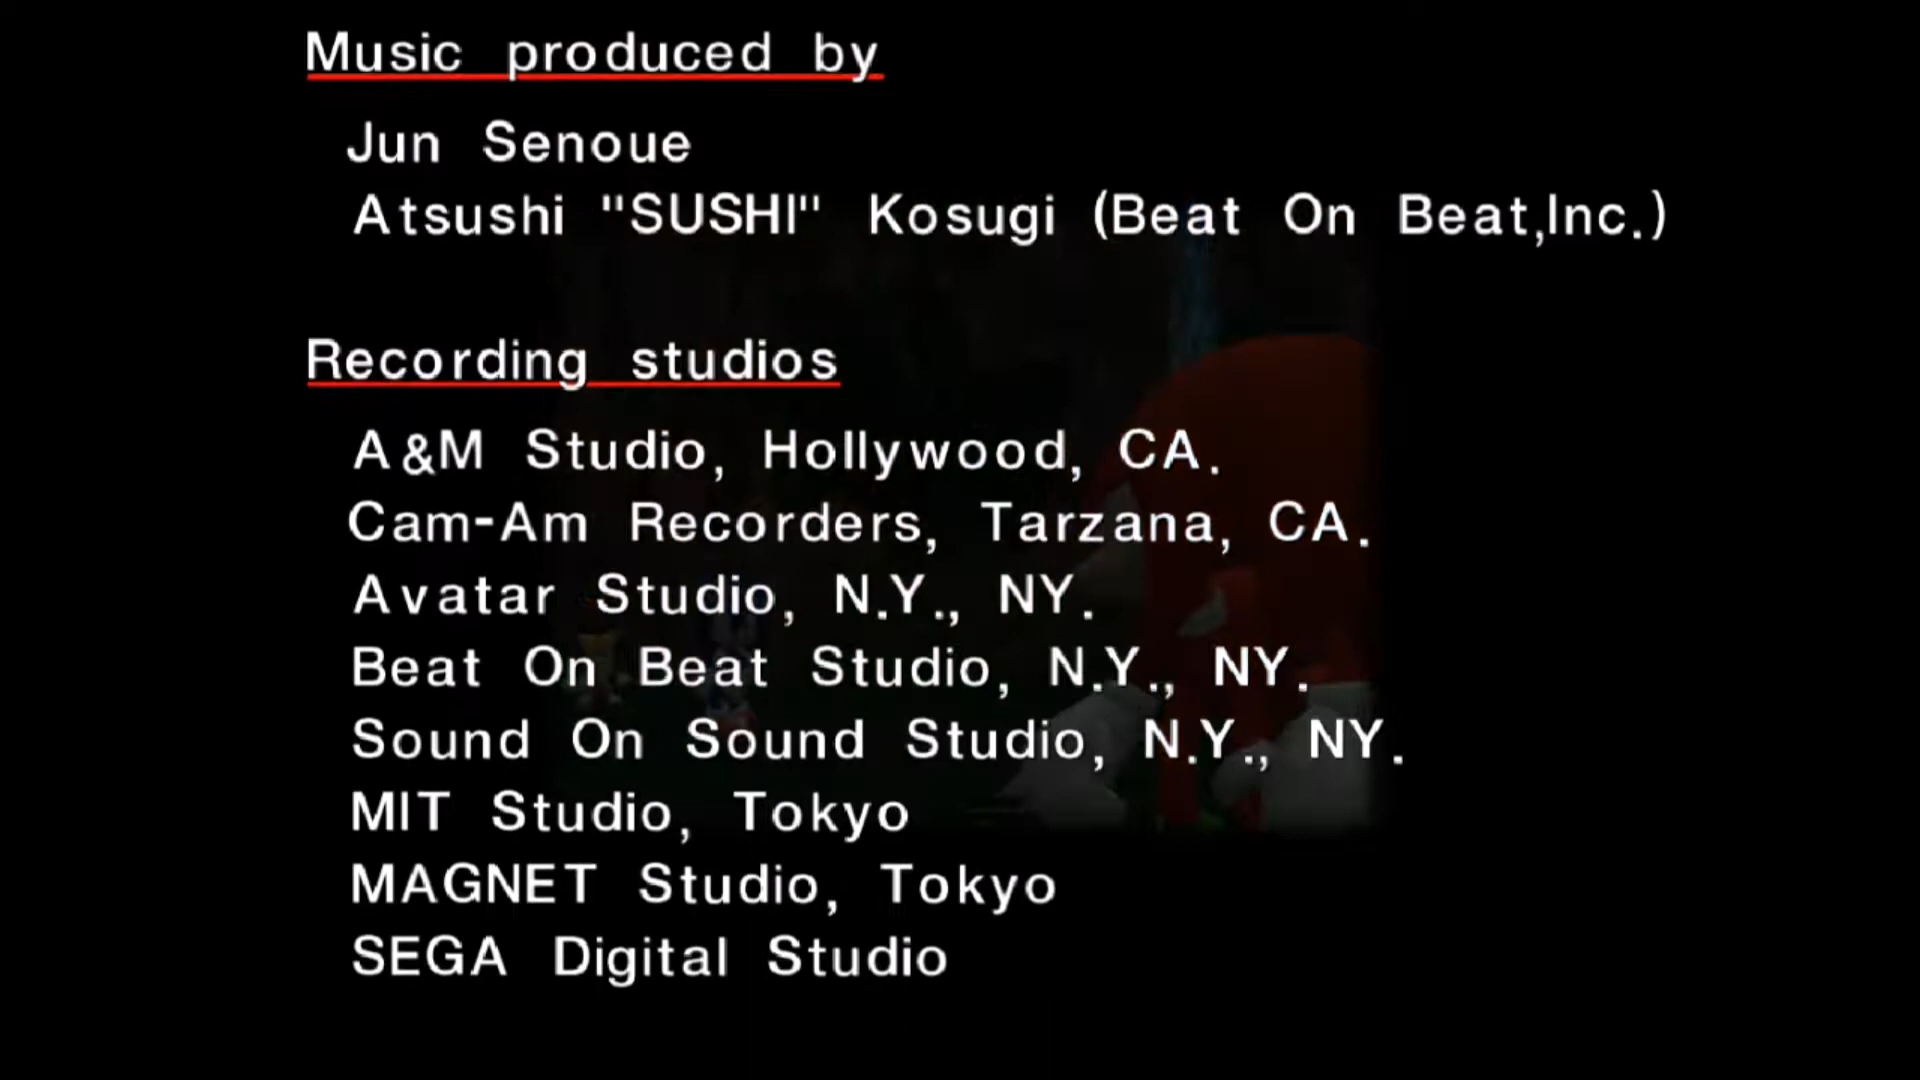 Music produced by
Jun Senoue
Atsushi "SUSHI" Kosugi (Beat On Beat,Inc.)
Recording studios
A&M Studio, Hollywood, CA.
Cam-Am Recorders, Tarzana, CA.
Avatar Studio, N.Y., NY.
Beat On Beat Studio, N.Y., NY.
Sound On Sound Studio, N.Y., NY.
MIT Studio, Tokyo
MAGNET Studio, Tokyo
SEGA Digital Studio